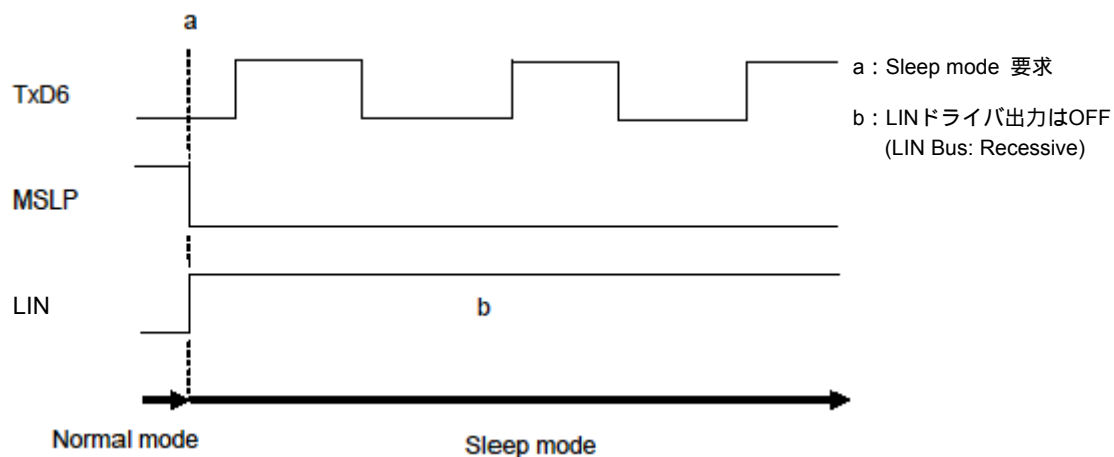 a
TxD6
a : Sleep mode 要求
b : LINドライバ出力はOFF
(LIN Bus: Recessive)
MSLP
LIN
b
Normal mode
Sleep mode